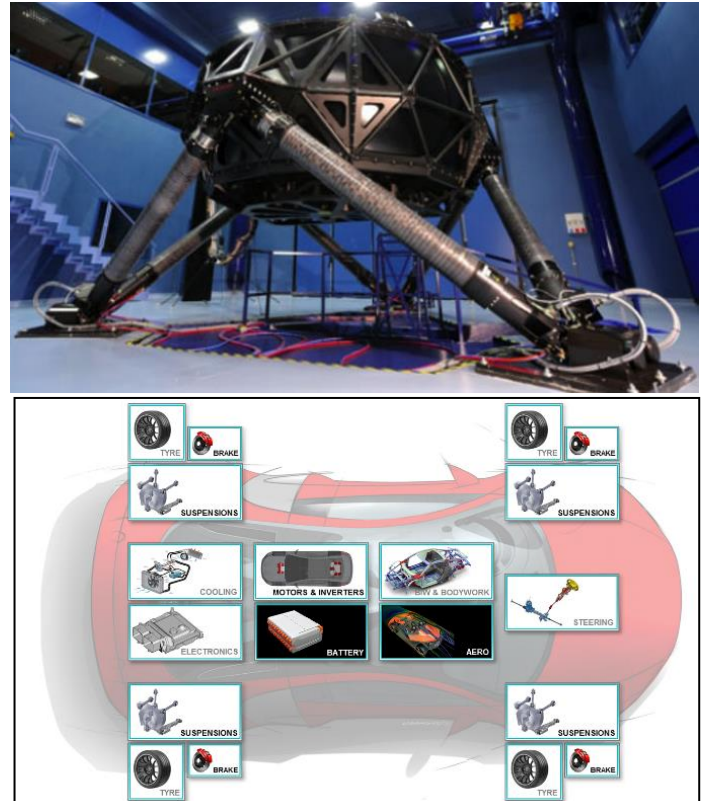 TYRE
BRAKE
TYRE
BRAKE
SUSPENSIONS
SUSPENSIONS
COOLING
MOTORS & INVERTERS
BIW & BODYWORK
STEERING
ELECTRONICS
BATTERY
AERO
SUSPENSIONS
SUSPENSIONS
TYRE
BRAKE
TYRE
BRAKE